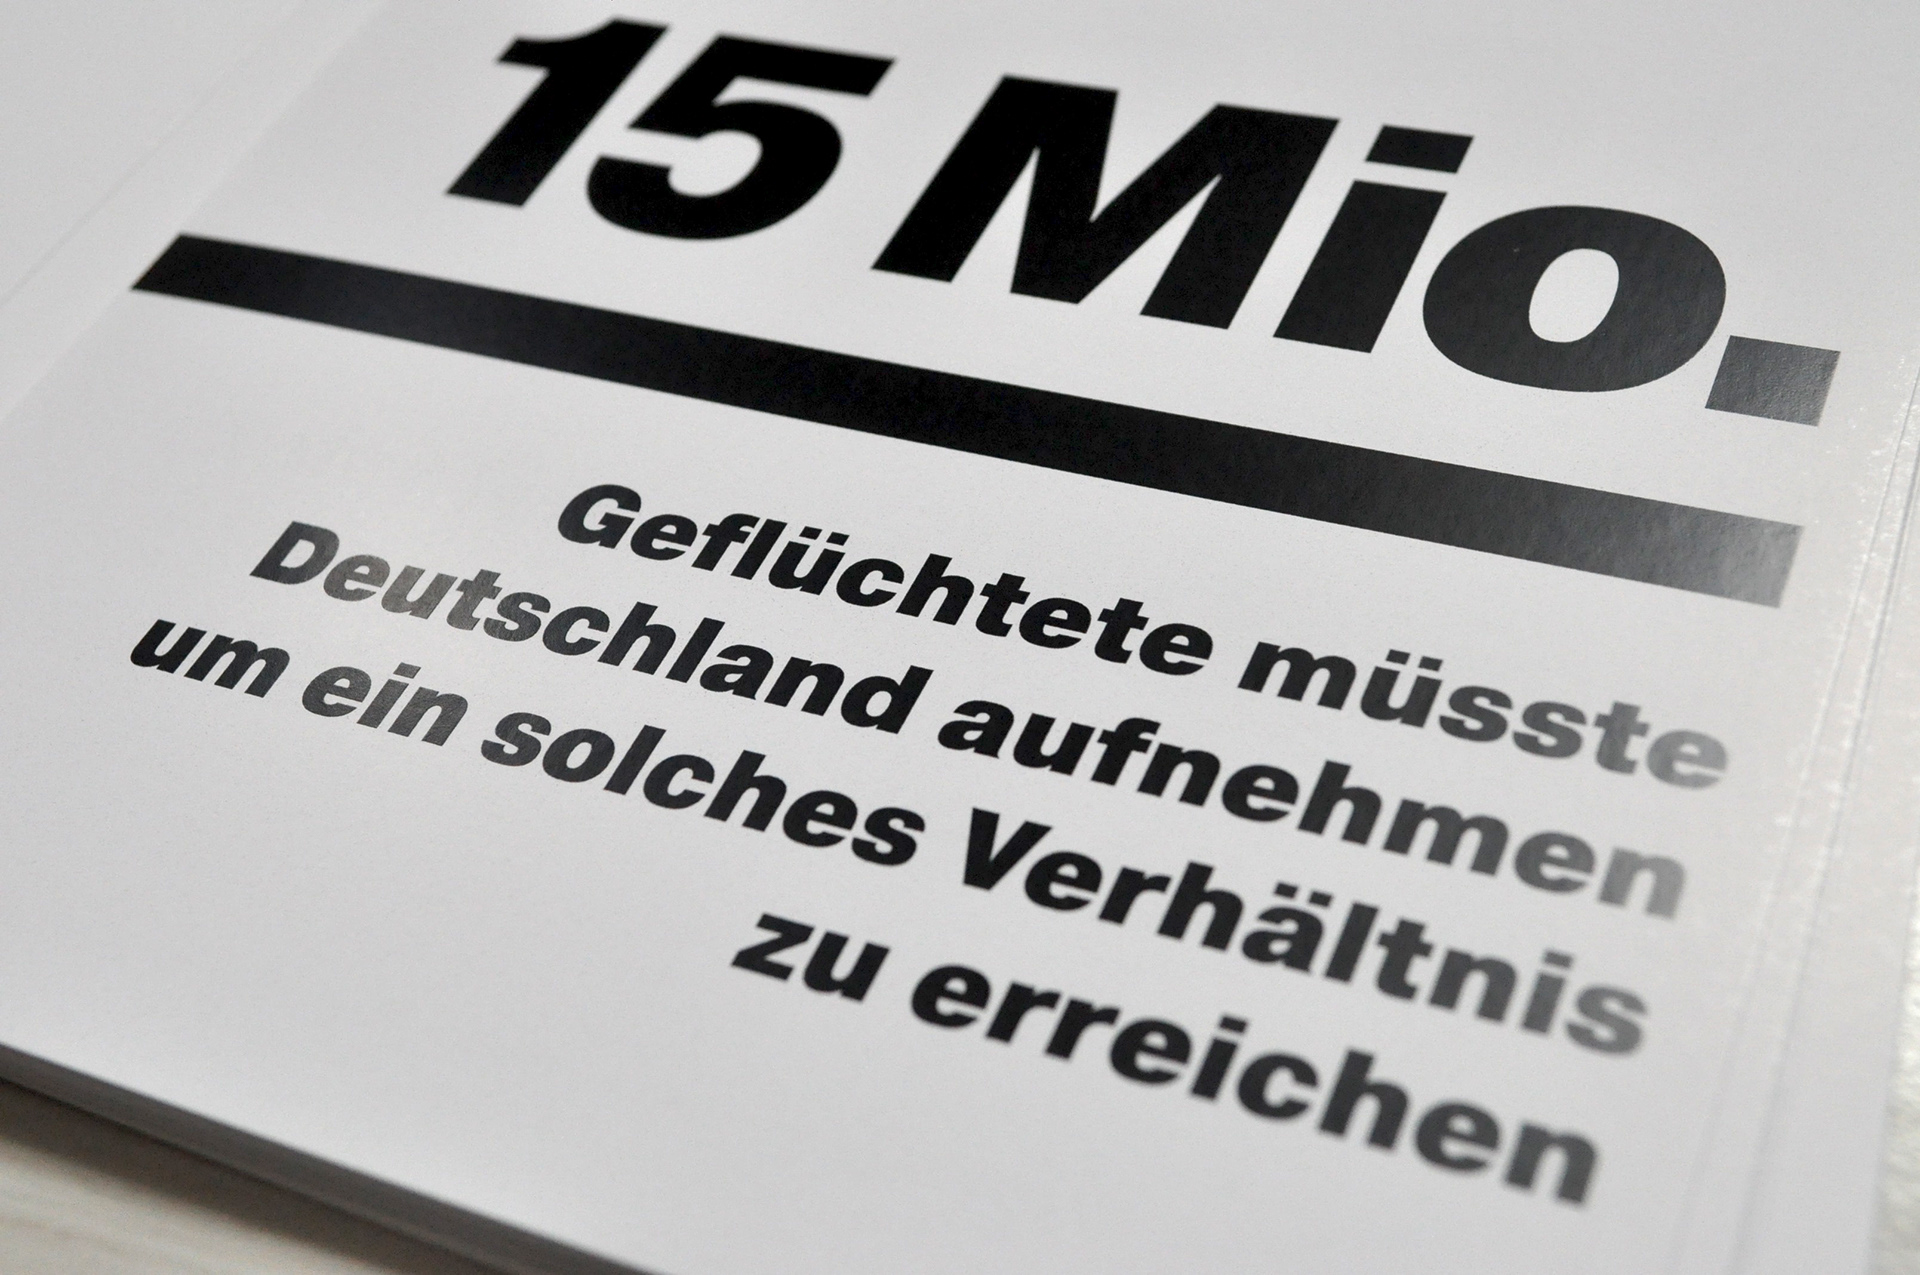 15 Mio.
Geflüchtete müsste
Deutschland aufnehmen
um ein solches Verhältnis
zu erreichen